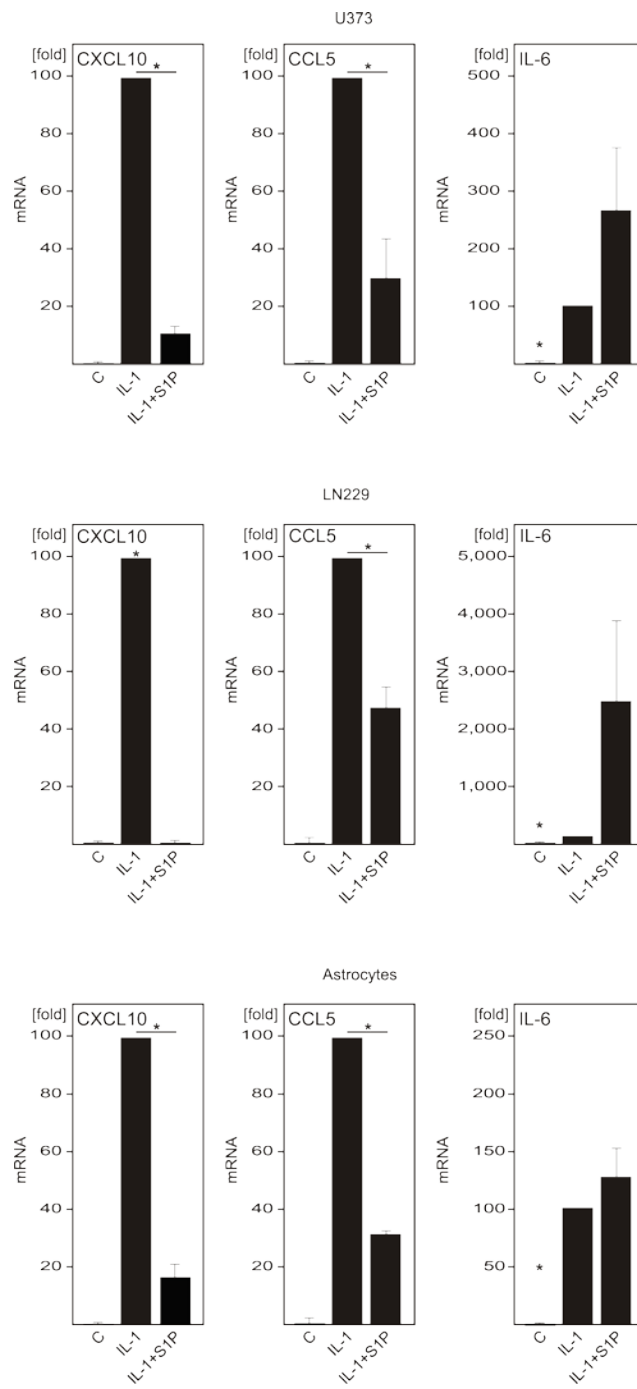 U373
[fold] CXCL10 [fold] CCL5 [fold] IL-6
* *
100 100 500
80 80 400
60 60 300
mRNA mRNA mRNA
40 40 200
20 20 100
*
C IL-1 IL-1+S1P C IL-1 IL-1+S1P C IL-1 IL-1+S1P
LN229
[fold] CXCL10 [fold] CCL5 [fold] IL-6
* *
100 100 5,000
80 80 4,000
60 60 3,000
mRNA mRNA mRNA
40 40 2,000
20 20 1,000
*
C IL-1 IL-1+S1P C IL-1 IL-1+S1P C IL-1 IL-1+S1P
Astrocytes
[fold] CXCL10 [fold] CCL5 [fold] IL-6
* *
100 100 250
80 80 200
60 60 150
mRNA mRNA mRNA
40 40 100
20 20 50
*
C IL-1 IL-1+S1P C IL-1 IL-1+S1P C IL-1 IL-1+S1P